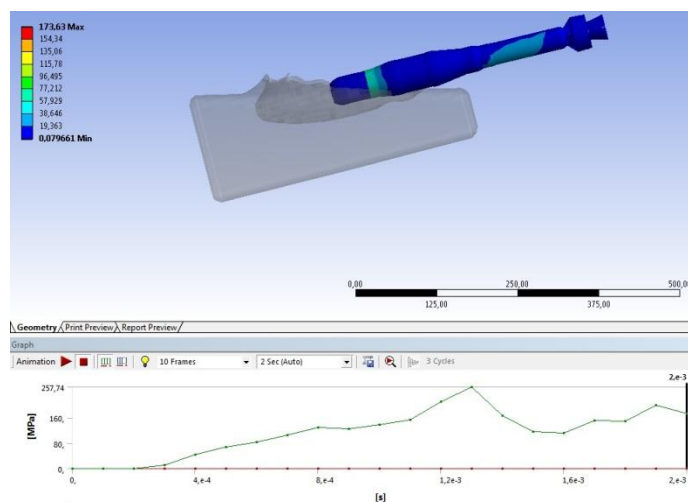 173,63 Max
154,34
135,06
115,78
96,495
77,212
57,929
38,646
19,363
0,079661 Min
0,00 250,00 500,0
125,00 375,00
Geometry Print Preview Report Preview
Graph
Animation 10 Frames 2 Sec (Auto) 3 Cycles
2,e-3
257,74
160,
80,
0,
[MPa]
0, 4,e-4 8,e-4 1,2e-3 1,6e-3 2,e-3
[s]